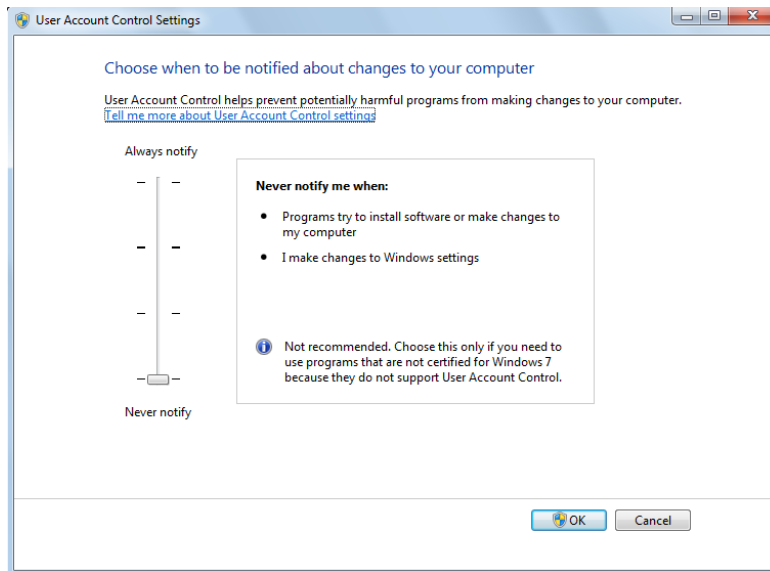 User Account Control Settings
Choose when to be notified about changes to your computer
User Account Control helps prevent potentially harmful programs from making changes to your computer.
Tell me more about User Account Control settings
Always notify
Never notify me when:
Programs try to install software or make changes to
my computer
I make changes to Windows settings
Not recommended. Choose this only if you need to
use programs that are not certified for Windows 7
because they do not support User Account Control.
Never notify
OK
Cancel